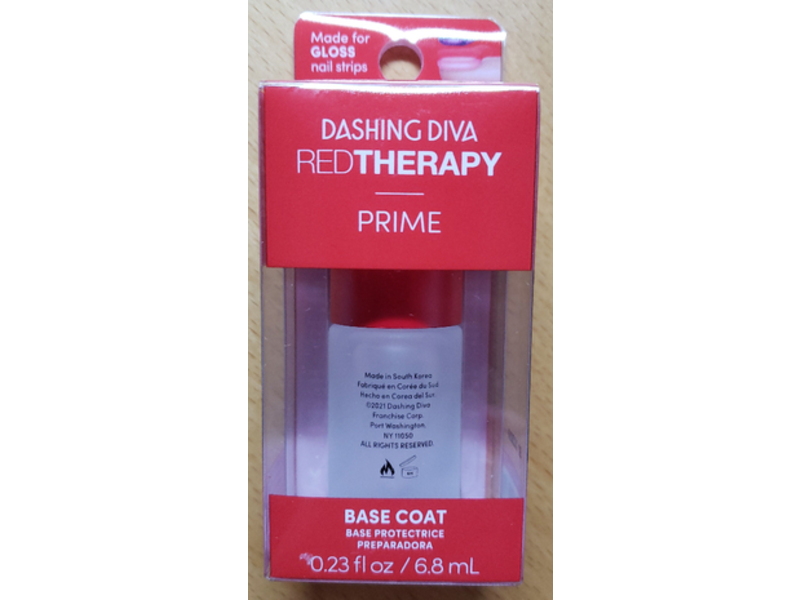 Made for
GLOSS
nail strips
DASHING DIVA
REDTHERAPY
PRIME
Made in South Korea
Fabriqué en Corée du Sud
Hecho en Corea del Sur
©2021 Dashing Diva
Franchise Corp.
Port Washington,
NY 11050
ALL RIGHTS RESERVED
BASE COAT
BASE PROTECTRICE
PREPARADORA
0.23 fl oz / 6.8 mL